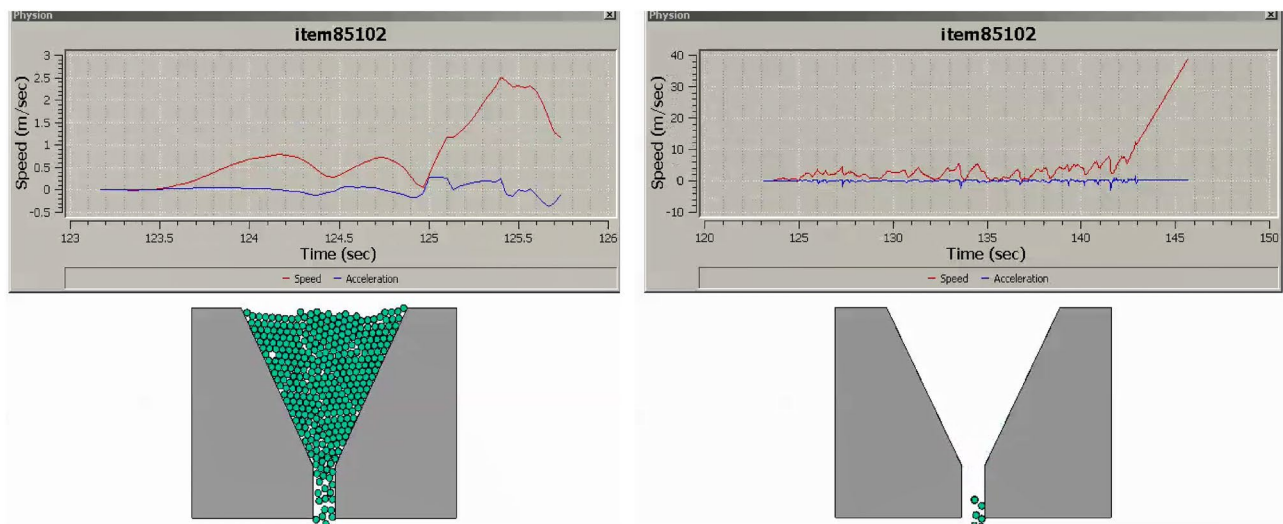 Physion
item85102
3
2.5
2
1.5
1
0.5
0
-0.5
Speed (m/sec)
123 123.5 124 124.5 125 125.5 126
Time (sec)
Speed Acceleration
Physion
item85102
40
30
20
10
0
-10
Speed (m/sec)
120 125 130 135 140 145 150
Time (sec)
Speed Acceleration